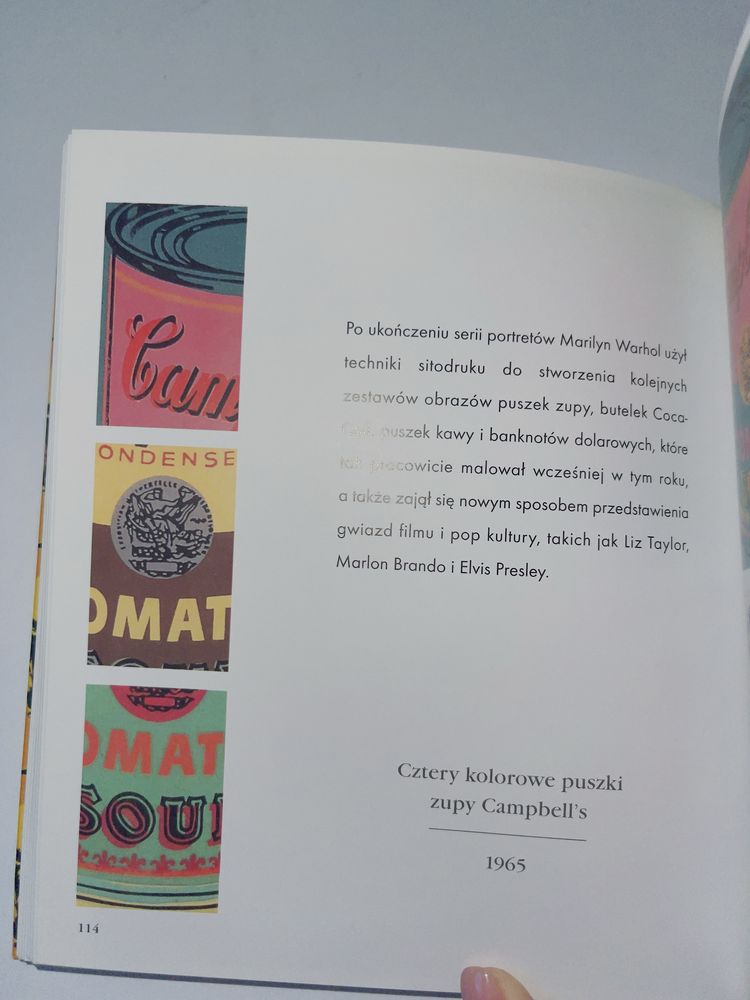 Cam
ONDENSE
OMAT
OMAT
SOU
Po ukończeniu serii portretów Marilyn Warhol użył
techniki sitodruku do stworzenia kolejnych
zestawów obrazów puszek zupy, butelek Coca-
puszek kawy i banknotów dolarowych, które
tak pracowicie malował wcześniej w tym roku,
a także zajął się nowym sposobem przedstawienia
gwiazd filmu i pop kultury, takich jak Liz Taylor,
Marlon Brando i Elvis Presley.
Cztery kolorowe puszki
zupy Campbell's
1965
114